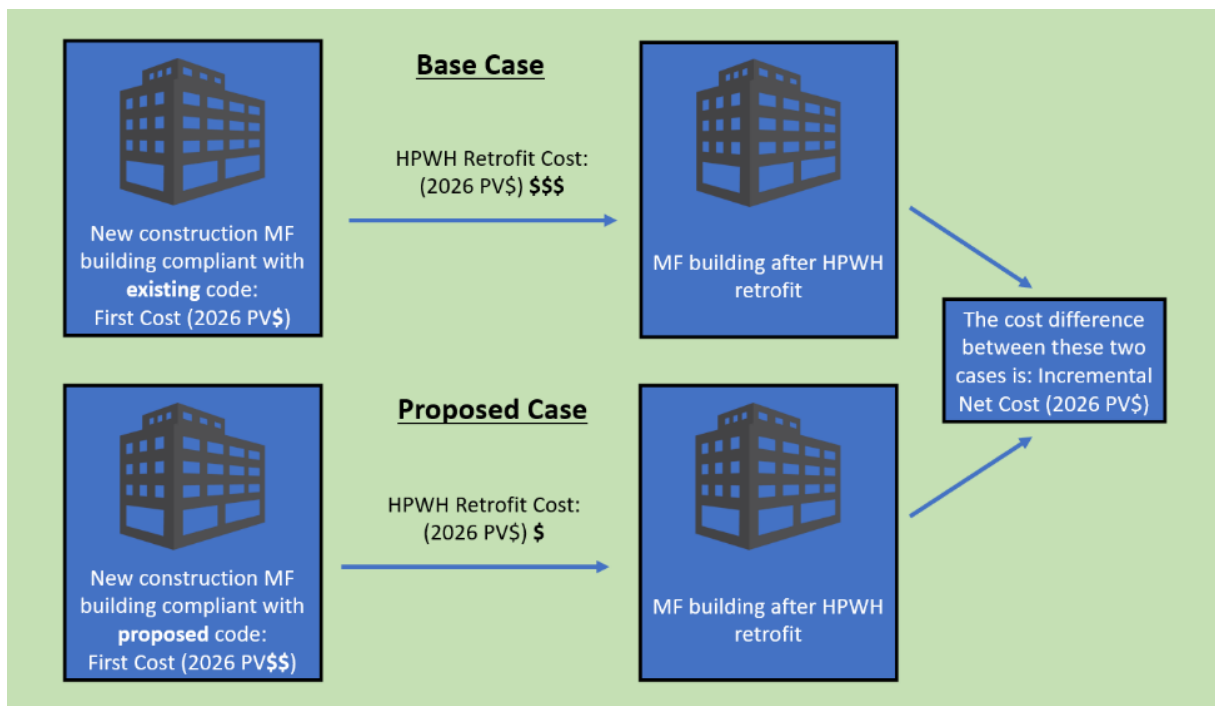 Base Case
New construction MF
building compliant with
existing code:
First Cost (2026 PV$)
HPWH Retrofit Cost:
(2026 PV$) $$$
MF building after HPWH
retrofit
Proposed Case
New construction MF
building compliant with
proposed code:
First Cost (2026 PV$$)
HPWH Retrofit Cost:
(2026 PV$) $
MF building after HPWH
retrofit
The cost difference
between these two
cases is: Incremental
Net Cost (2026 PV$)